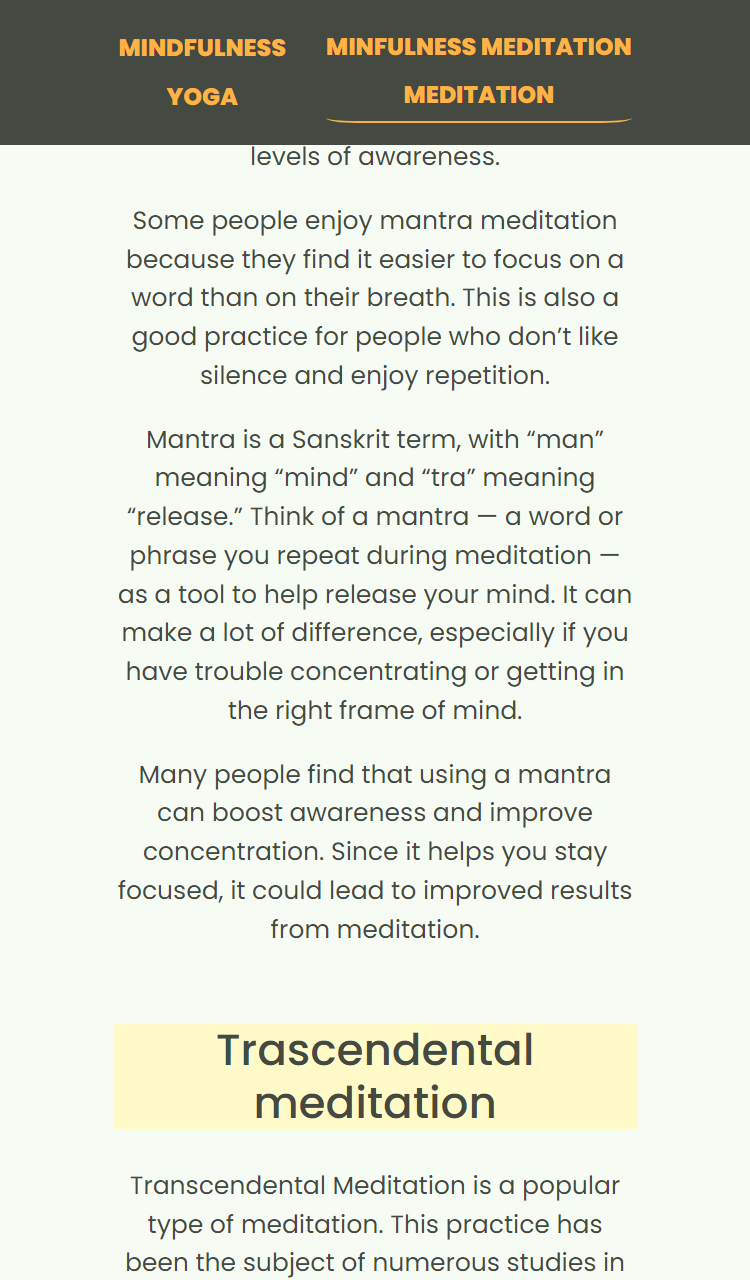 MINDFULNESS
MINFULNESS MEDITATION
YOGA
MEDITATION
levels of awareness.
Some people enjoy mantra meditation
because they find it easier to focus on a
word than on their breath. This is also a
good practice for people who don’t like
silence and enjoy repetition.
Mantra is a Sanskrit term, with “man”
meaning “mind” and “tra” meaning
“release.” Think of a mantra — a word or
phrase you repeat during meditation —
as a tool to help release your mind. It can
make a lot of difference, especially if you
have trouble concentrating or getting in
the right frame of mind.
Many people find that using a mantra
can boost awareness and improve
concentration. Since it helps you stay
focused, it could lead to improved results
from meditation.
Trascendental
meditation
Transcendental Meditation is a popular
type of meditation. This practice has
been the subject of numerous studies in